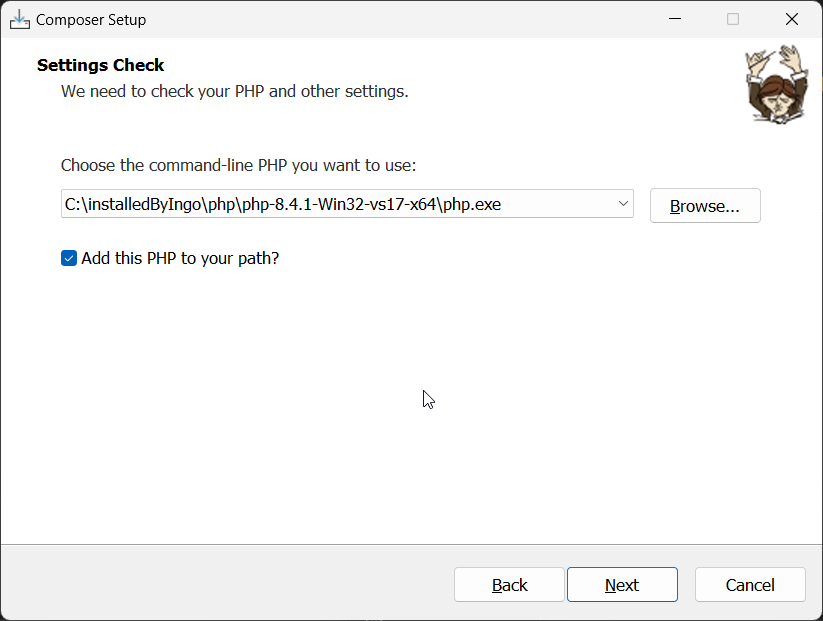 Composer Setup
Settings Check
We need to check your PHP and other settings.
Choose the command-line PHP you want to use:
C:\installedByIngo\php\php-8.4.1-Win32-vs17-x64\php.exe
Browse...
Add this PHP to your path?
Back
Next
Cancel